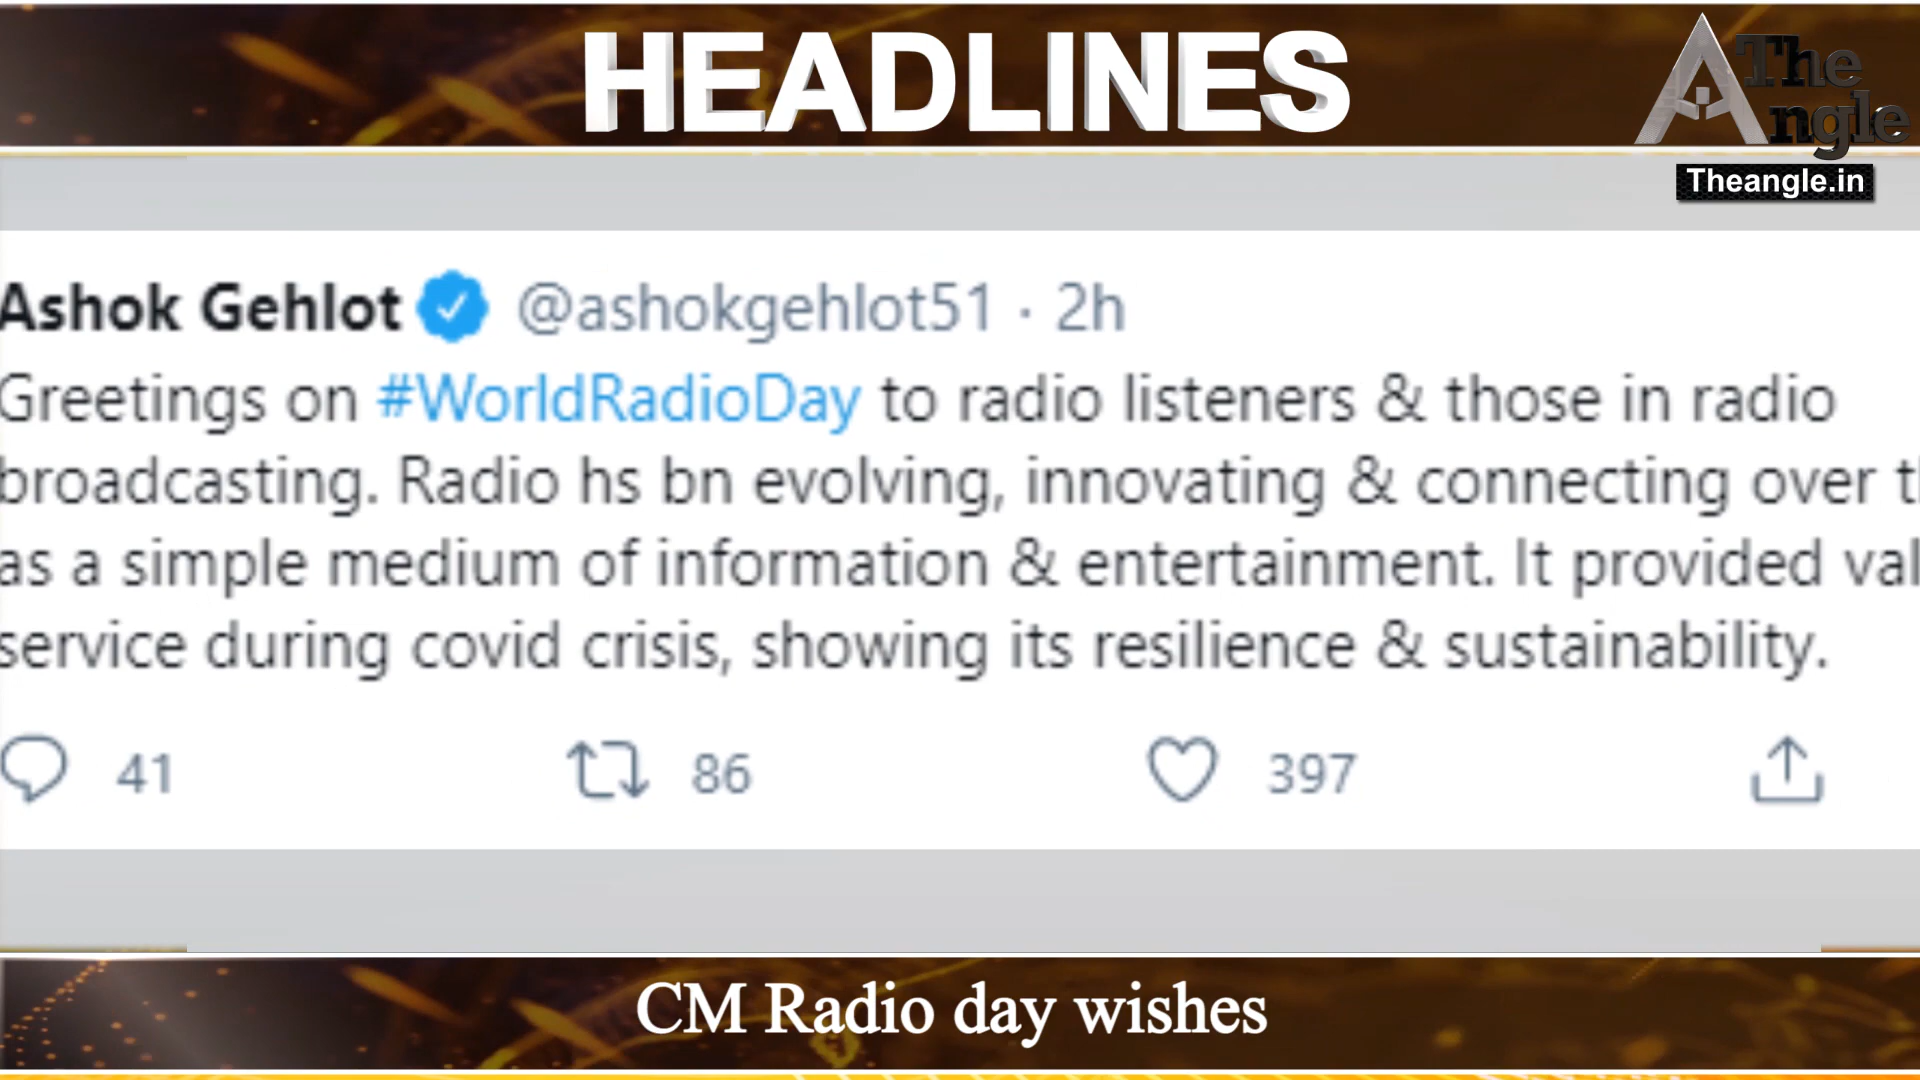 HEADLINES
The
Angle
Theangle.in
Ashok Gehlot @ashokgehlot51 · 2h
Greetings on #WorldRadioDay to radio listeners & those in radio
broadcasting. Radio hs bn evolving, innovating & connecting over
as a simple medium of information & entertainment. It provided
service during covid crisis, showing its resilience & sustainability.
41 86 397
CM Radio day wishes